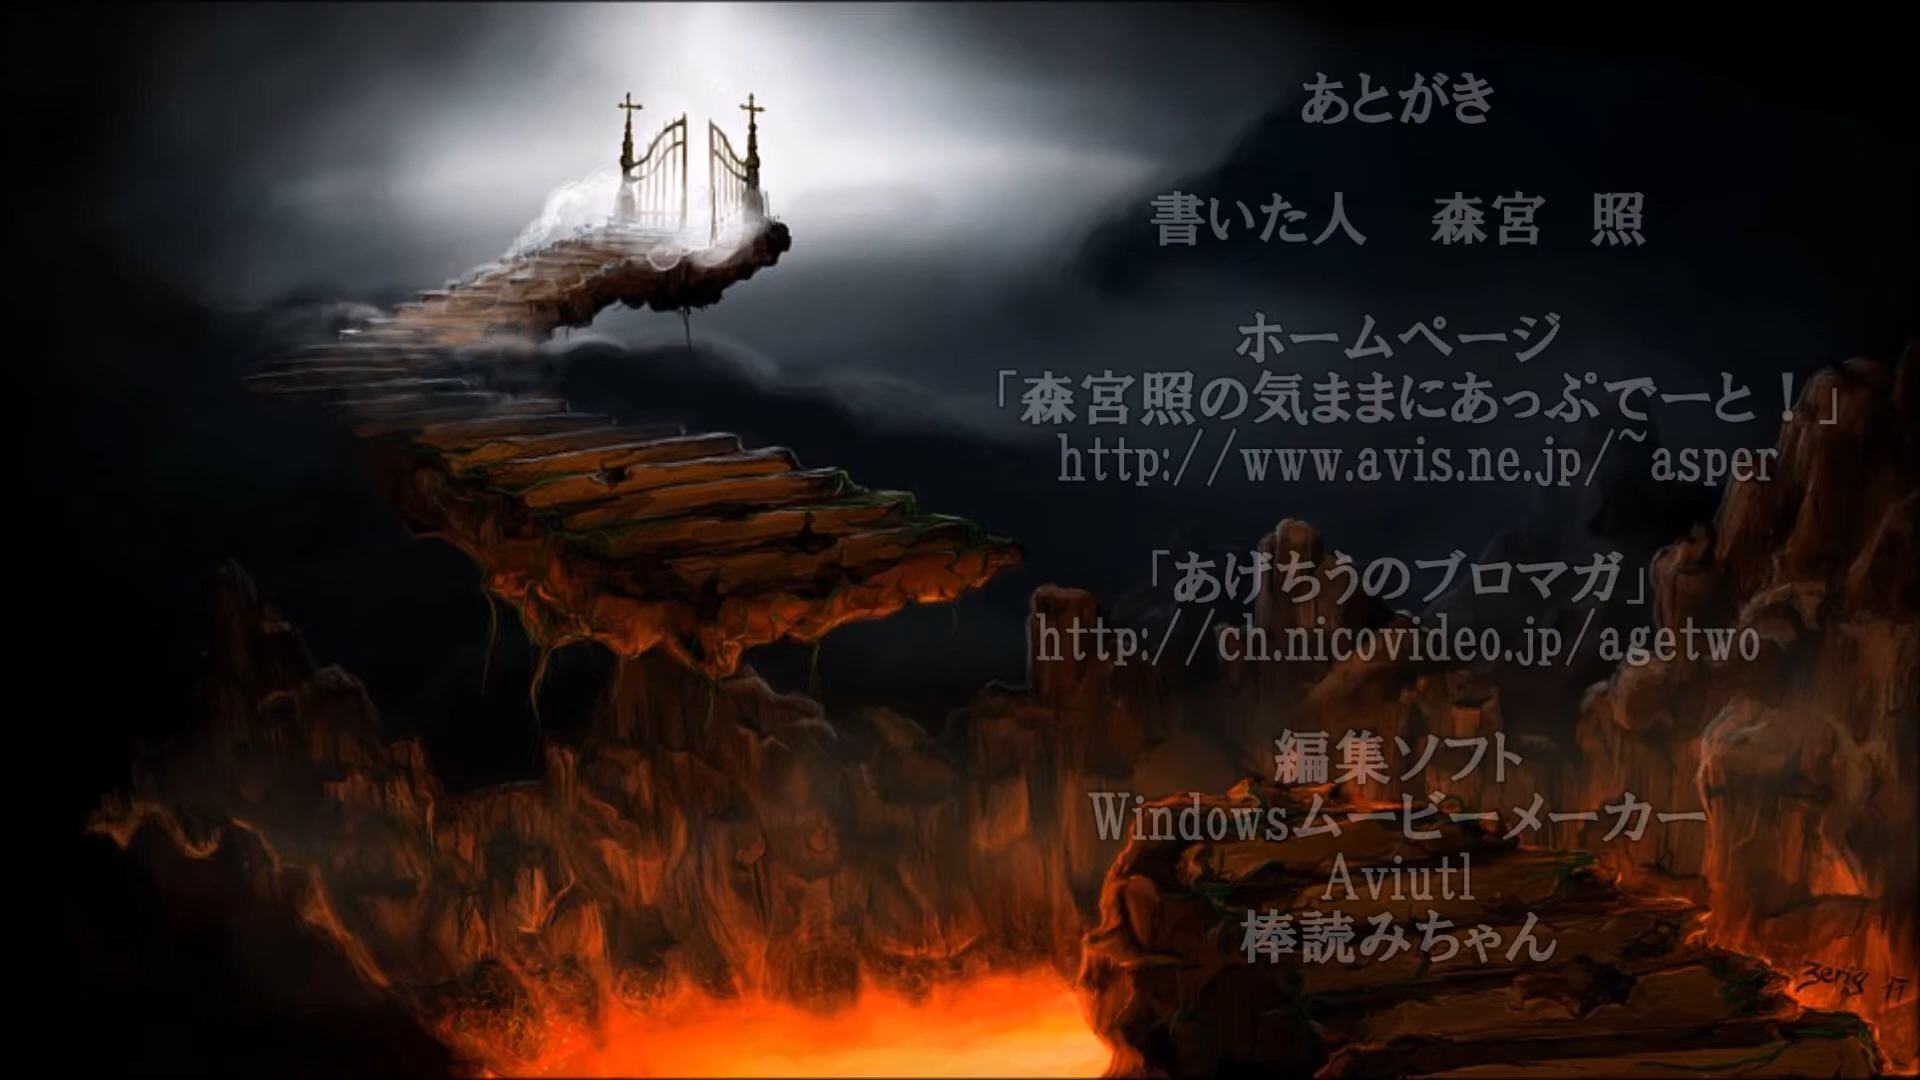 あとがき
書いた人　森宮　照
ホームページ
「森宮照の気ままにあっぷでーと！」
http://www.avis.ne.jp/~asper
「あげちうのブロマガ」
http://ch.nicovideo.jp/agetwo
編集ソフト
Windowsムービーメーカー
Aviutl
棒読みちゃん